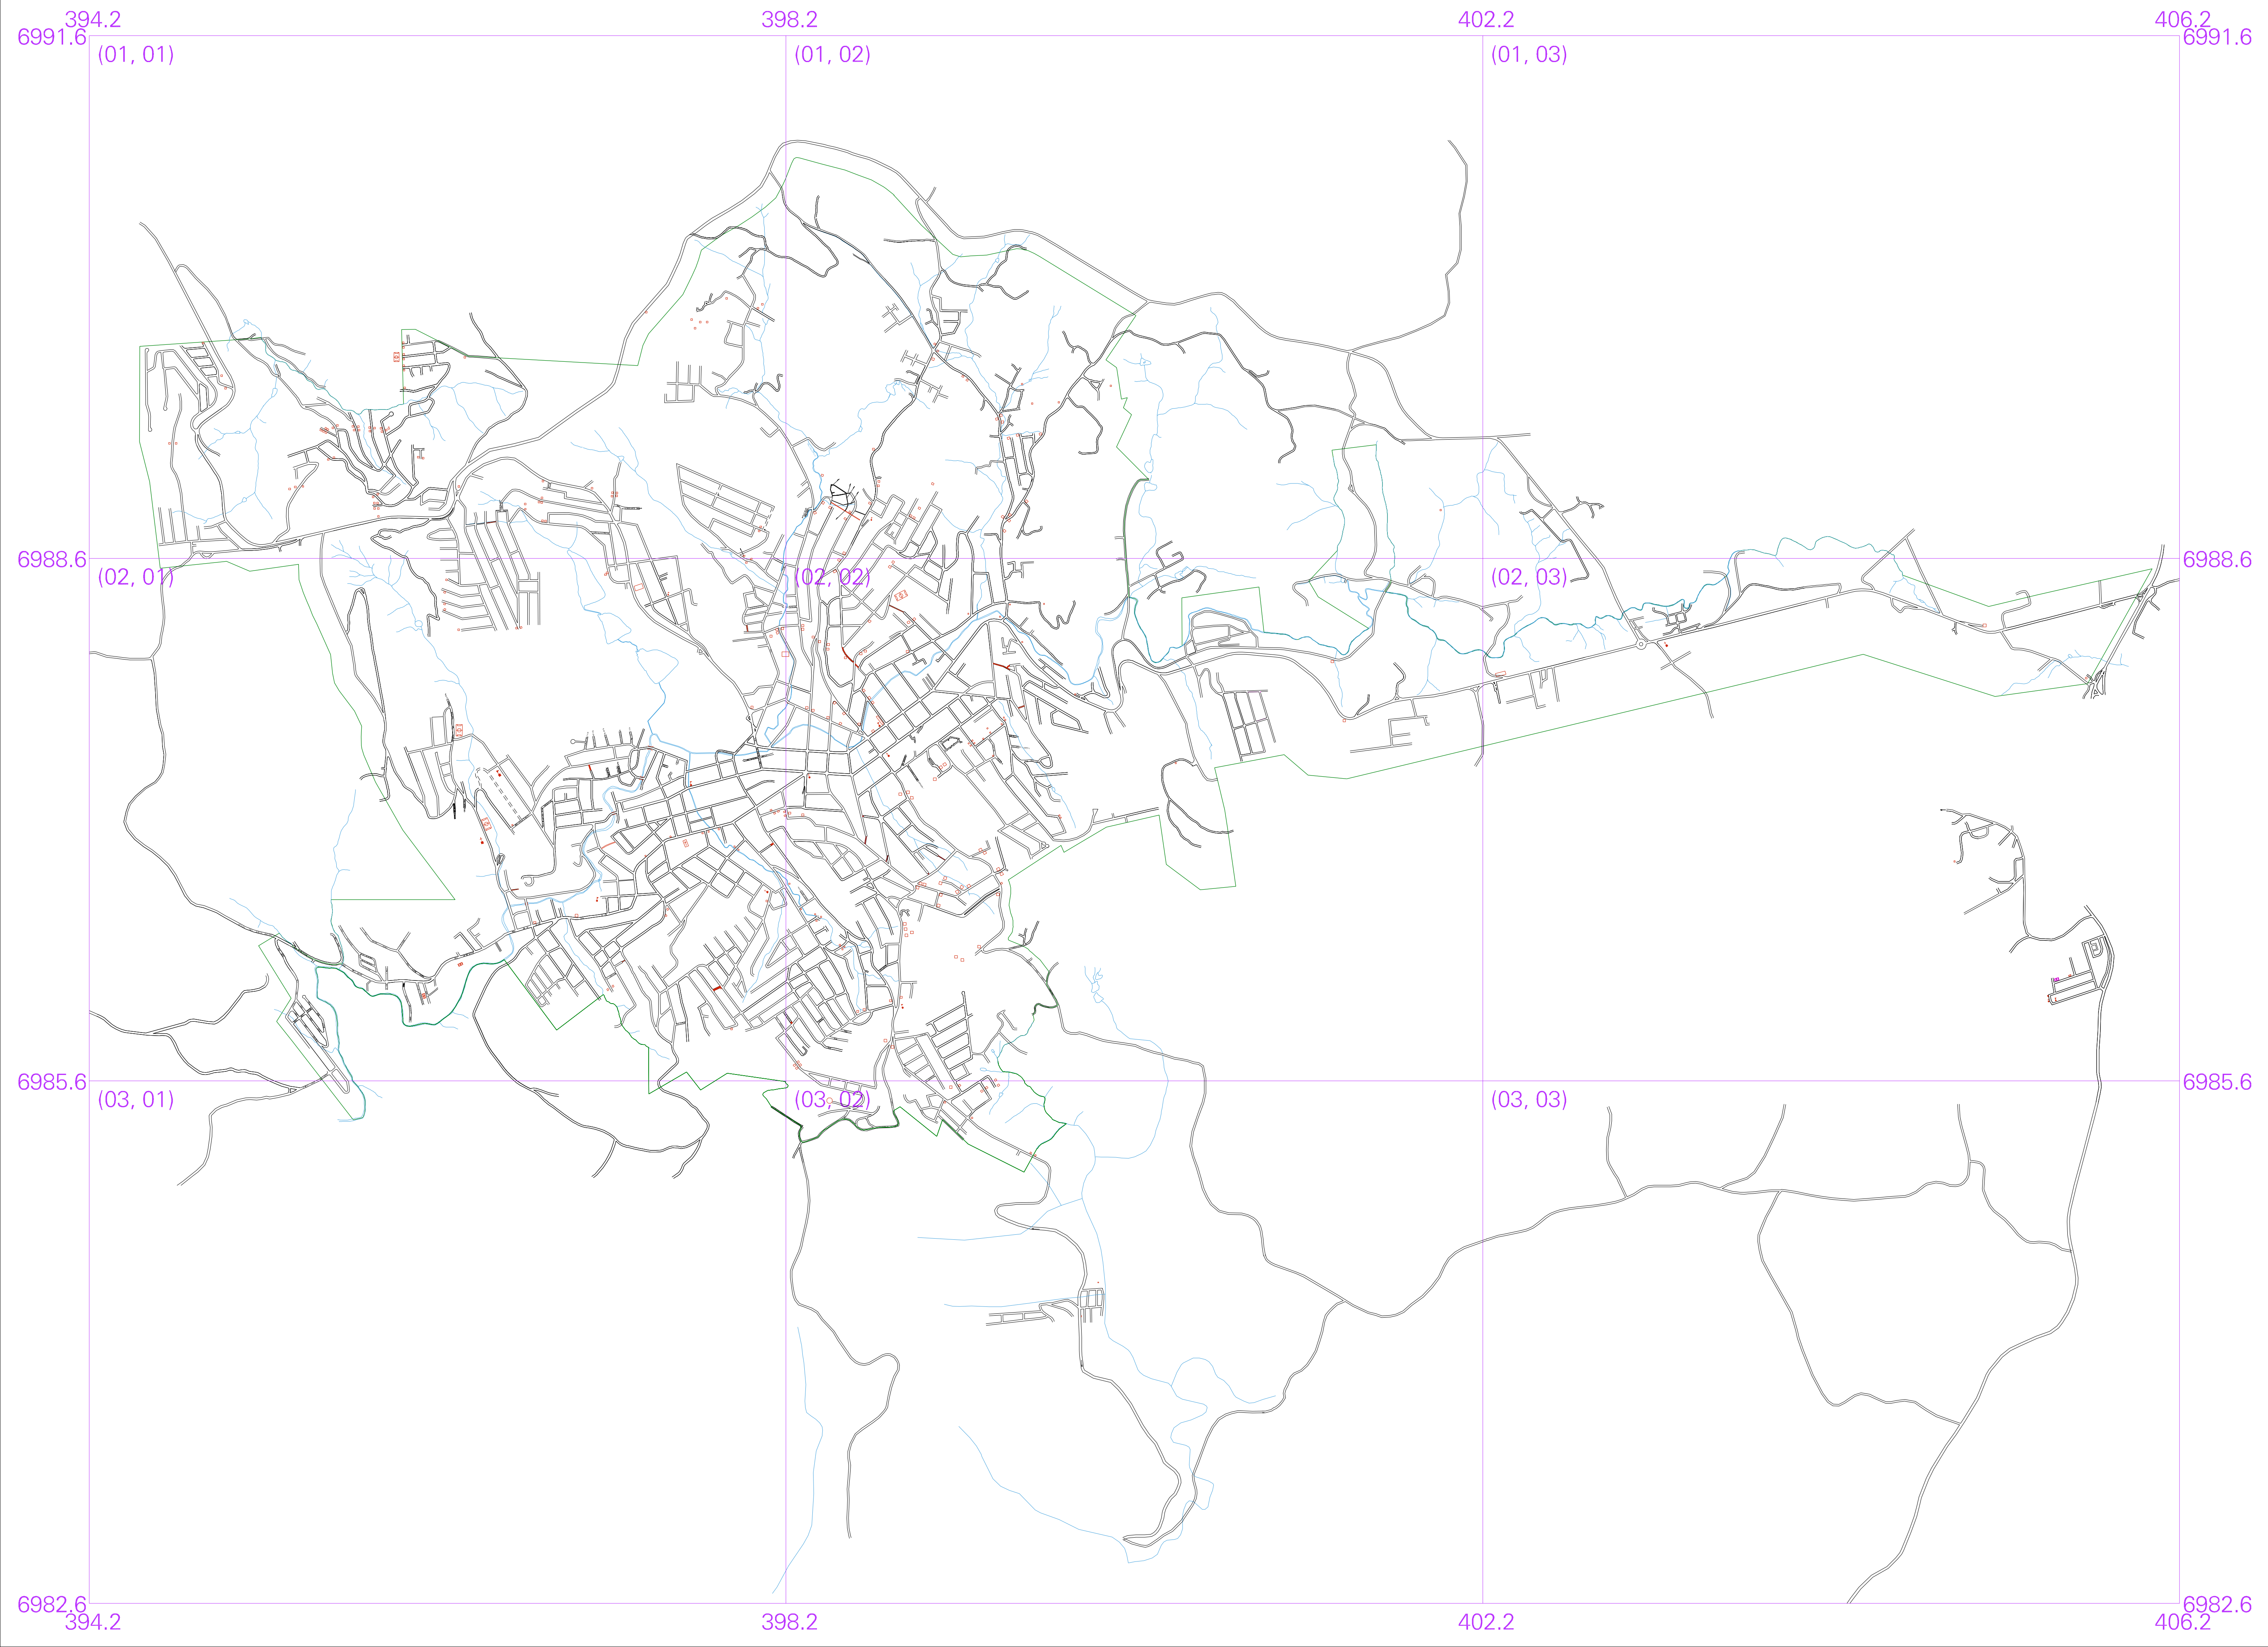 394.2 398.2 402.2 406.2
6991.6 6991.6
(01, 01) (01, 02) (01, 03)
6988.6 6988.6
(02, 01) (02, 02) (02, 03)
6985.6 6985.6
(03, 01) (03, 02) (03, 03)
6982.6 6982.6
394.2 398.2 402.2 406.2